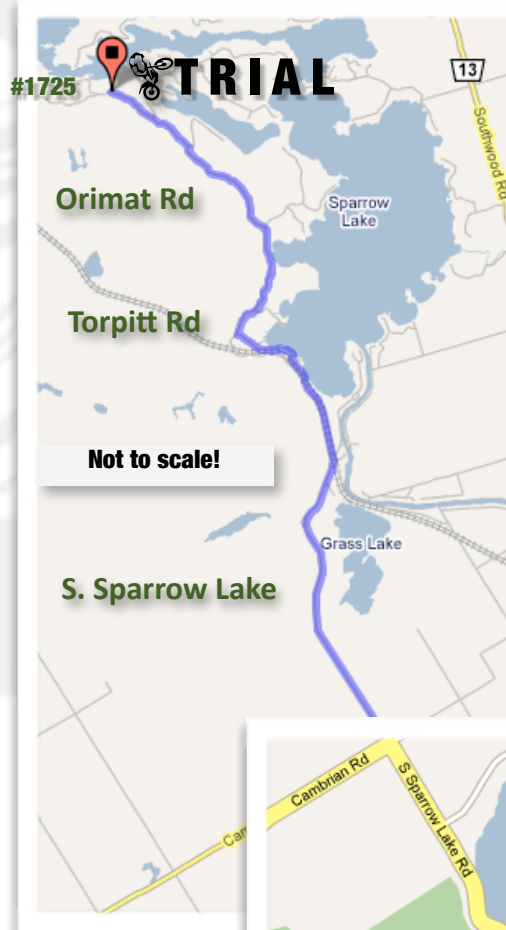 TRIAL
#1725
13
Southwood Rd
Orimat Rd
Sparrow
Lake
Torpitt Rd
Not to scale!
Grass Lake
S. Sparrow Lake
Cambrian Rd
S Sparrow Lake Rd
Cam